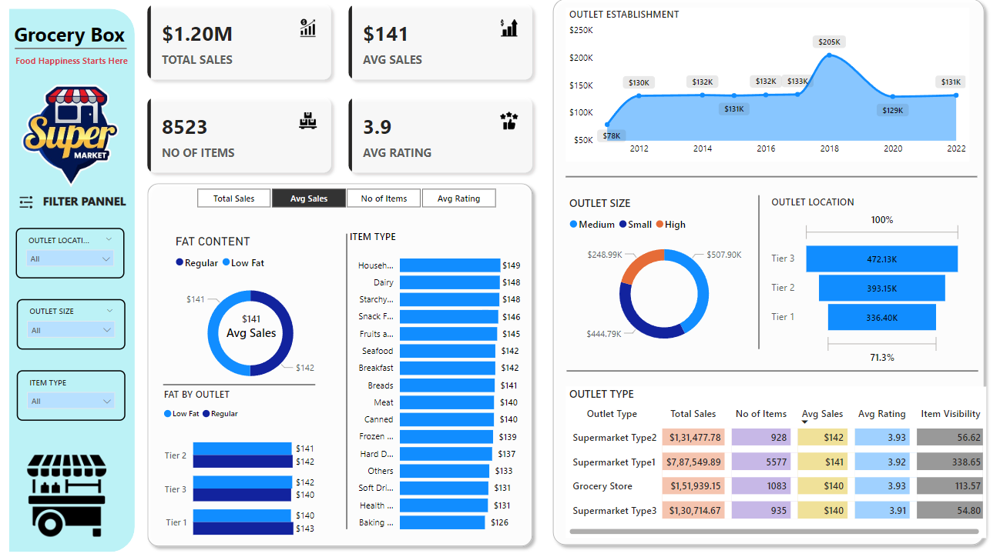 Grocery Box
Food Happiness Starts Here
Super
MARKET
FILTER PANNEL
OUTLET LOCATI...
All
OUTLET SIZE
All
ITEM TYPE
All
$1.20M
TOTAL SALES
$141
AVG SALES
8523
NO OF ITEMS
3.9
AVG RATING
Total Sales Avg Sales No of Items Avg Rating
FAT CONTENT
Regular Low Fat
$141
$141
Avg Sales
$142
FAT BY OUTLET
Low Fat Regular
Tier 2 $141
$142
Tier 3 $142
$140
Tier 1 $140
$143
ITEM TYPE
Househ... $149
Dairy $148
Starchy... $148
Snack F... $146
Fruits a... $145
Seafood $142
Breakfast $142
Breads $141
Meat $140
Canned $140
Frozen ... $139
Hard D... $137
Others $133
Soft Dri... $131
Health ... $131
Baking ... $126
OUTLET ESTABLISHMENT
$250K
$200K
$150K
$100K
$50K
$78K $130K $132K $131K $132K $133K $205K $129K $131K
2012 2014 2016 2018 2020 2022
OUTLET SIZE
Medium Small High
$248.99K $507.90K
$444.79K
OUTLET LOCATION
100%
Tier 3 472.13K
Tier 2 393.15K
Tier 1 336.40K
71.3%
OUTLET TYPE
Outlet Type Total Sales No of Items Avg Sales Avg Rating Item Visibility
Supermarket Type2 $1,31,477.78 928 $142 3.93 56.62
Supermarket Type1 $7,87,549.89 5577 $141 3.92 338.65
Grocery Store $1,51,939.15 1083 $140 3.93 113.57
Supermarket Type3 $1,30,714.67 935 $140 3.91 54.80